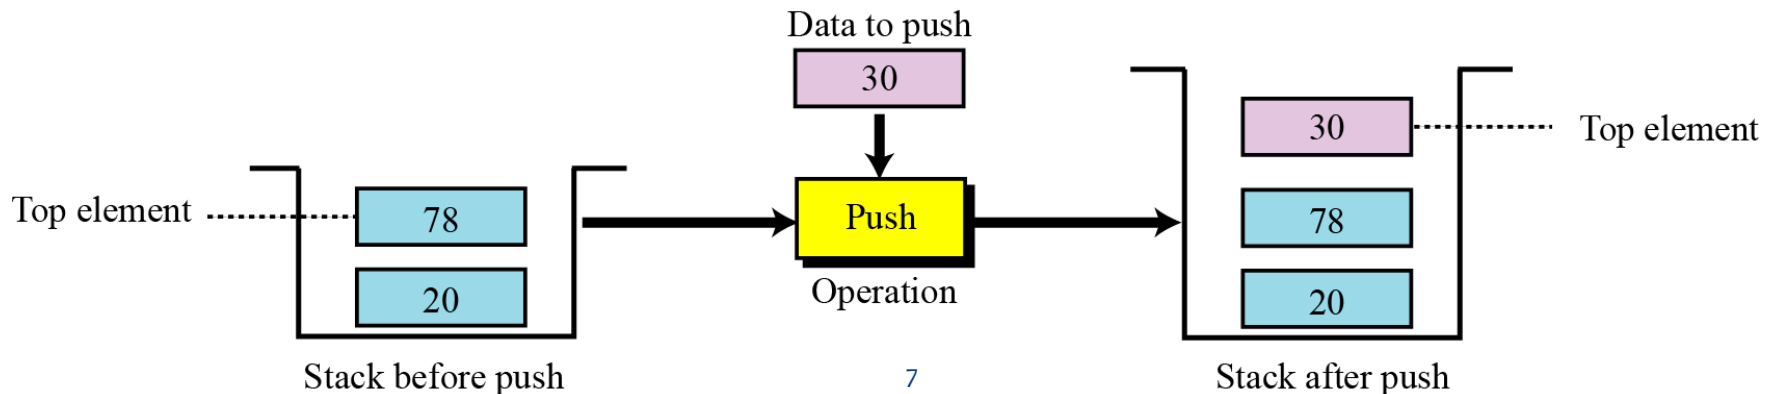 Data to push
30
Top element
78
20
Stack before push
Push
Operation
30
Top element
78
20
Stack after push
7